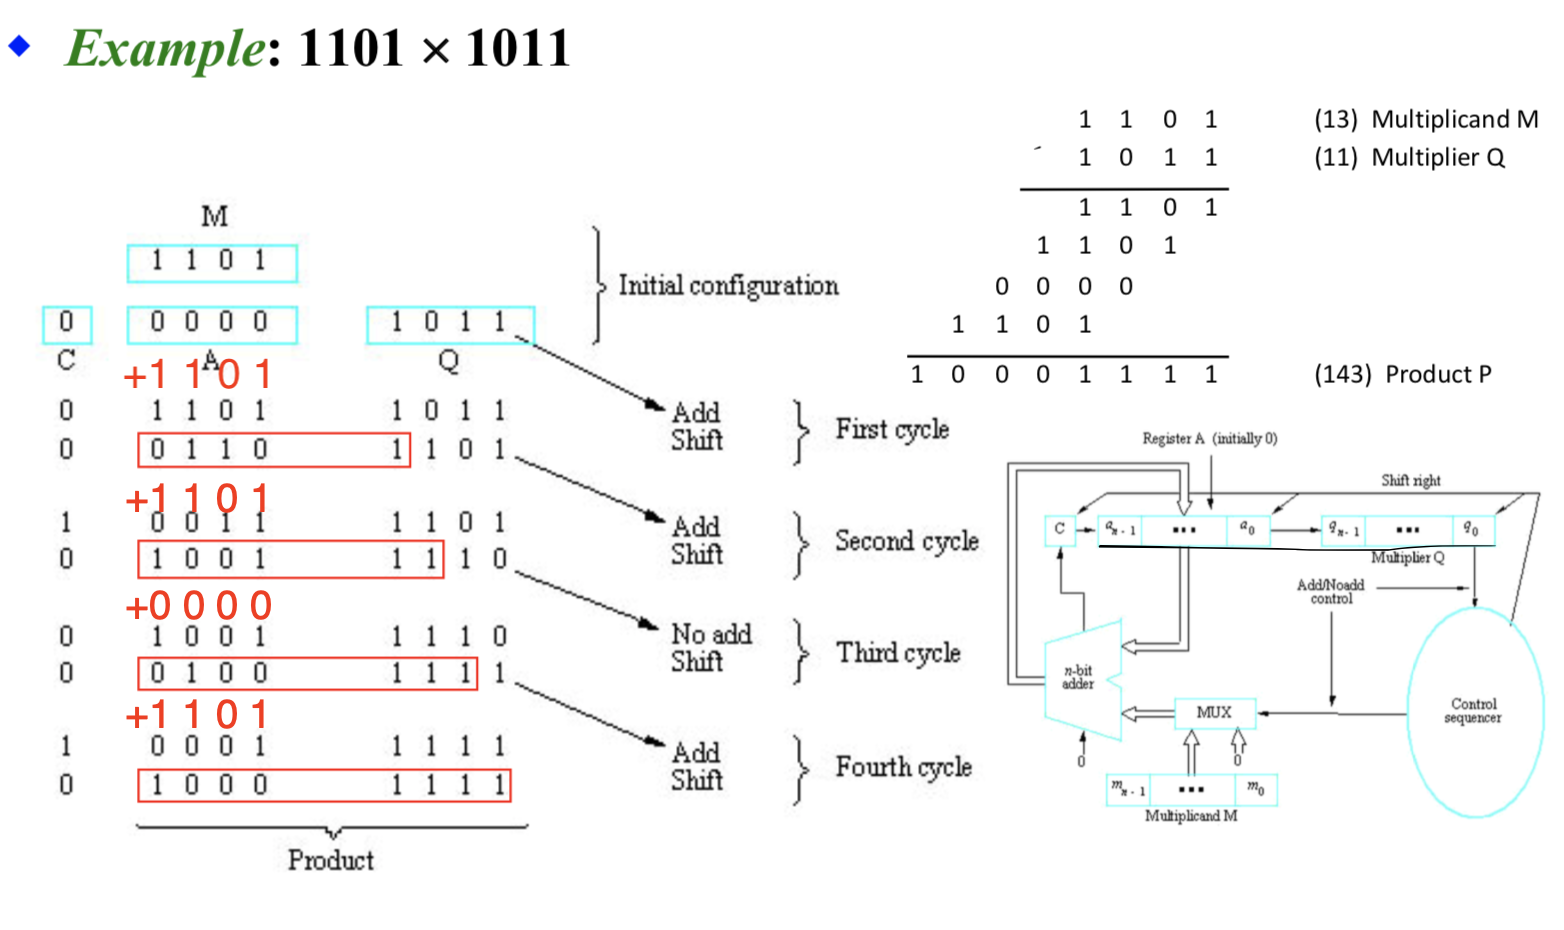 Example: 1101 × 1011
1 1 0 1 (13) Multiplicand M
1 0 1 1 (11) Multiplier Q
1 1 0 1
1 1 0 1
0 0 0 0
1 1 0 1
1 0 0 0 1 1 1 1 (143) Product P
M
1 1 0 1
Initial configuration
0 0 0 0 0 1 0 1 1
C A Q
+1 1 0 1
0 1 1 0 1 1 0 1 1 Add
0 0 1 1 0 1 1 0 1 Shift
First cycle
+1 1 0 1
1 0 0 1 1 1 1 0 1 Add
0 1 0 0 1 1 1 1 0 Shift
Second cycle
+0 0 0 0
0 1 0 0 1 1 1 1 0 No add
0 0 1 0 0 1 1 1 1 Shift
Third cycle
+1 1 0 1
1 0 0 0 1 1 1 1 1 Add
0 1 0 0 0 1 1 1 1 Shift
Fourth cycle
Product
Register A (initially 0)
Shift right
C a n-1 ... a 0 q n-1 ... q 0
Multiplier Q
Add/Noadd
control
n-bit
adder
MUX
Control
sequencer
0 0
m n-1 ... m 0
Multiplicand M